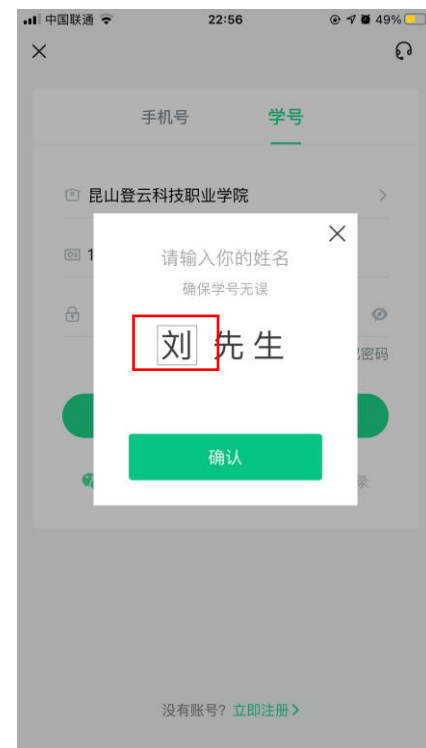 中国联通 22:56 49%
手机号 学号
昆山登云科技职业学院
1
请输入你的姓名
确保学号无误
刘 先 生
密码
确认
录
没有账号? 立即注册